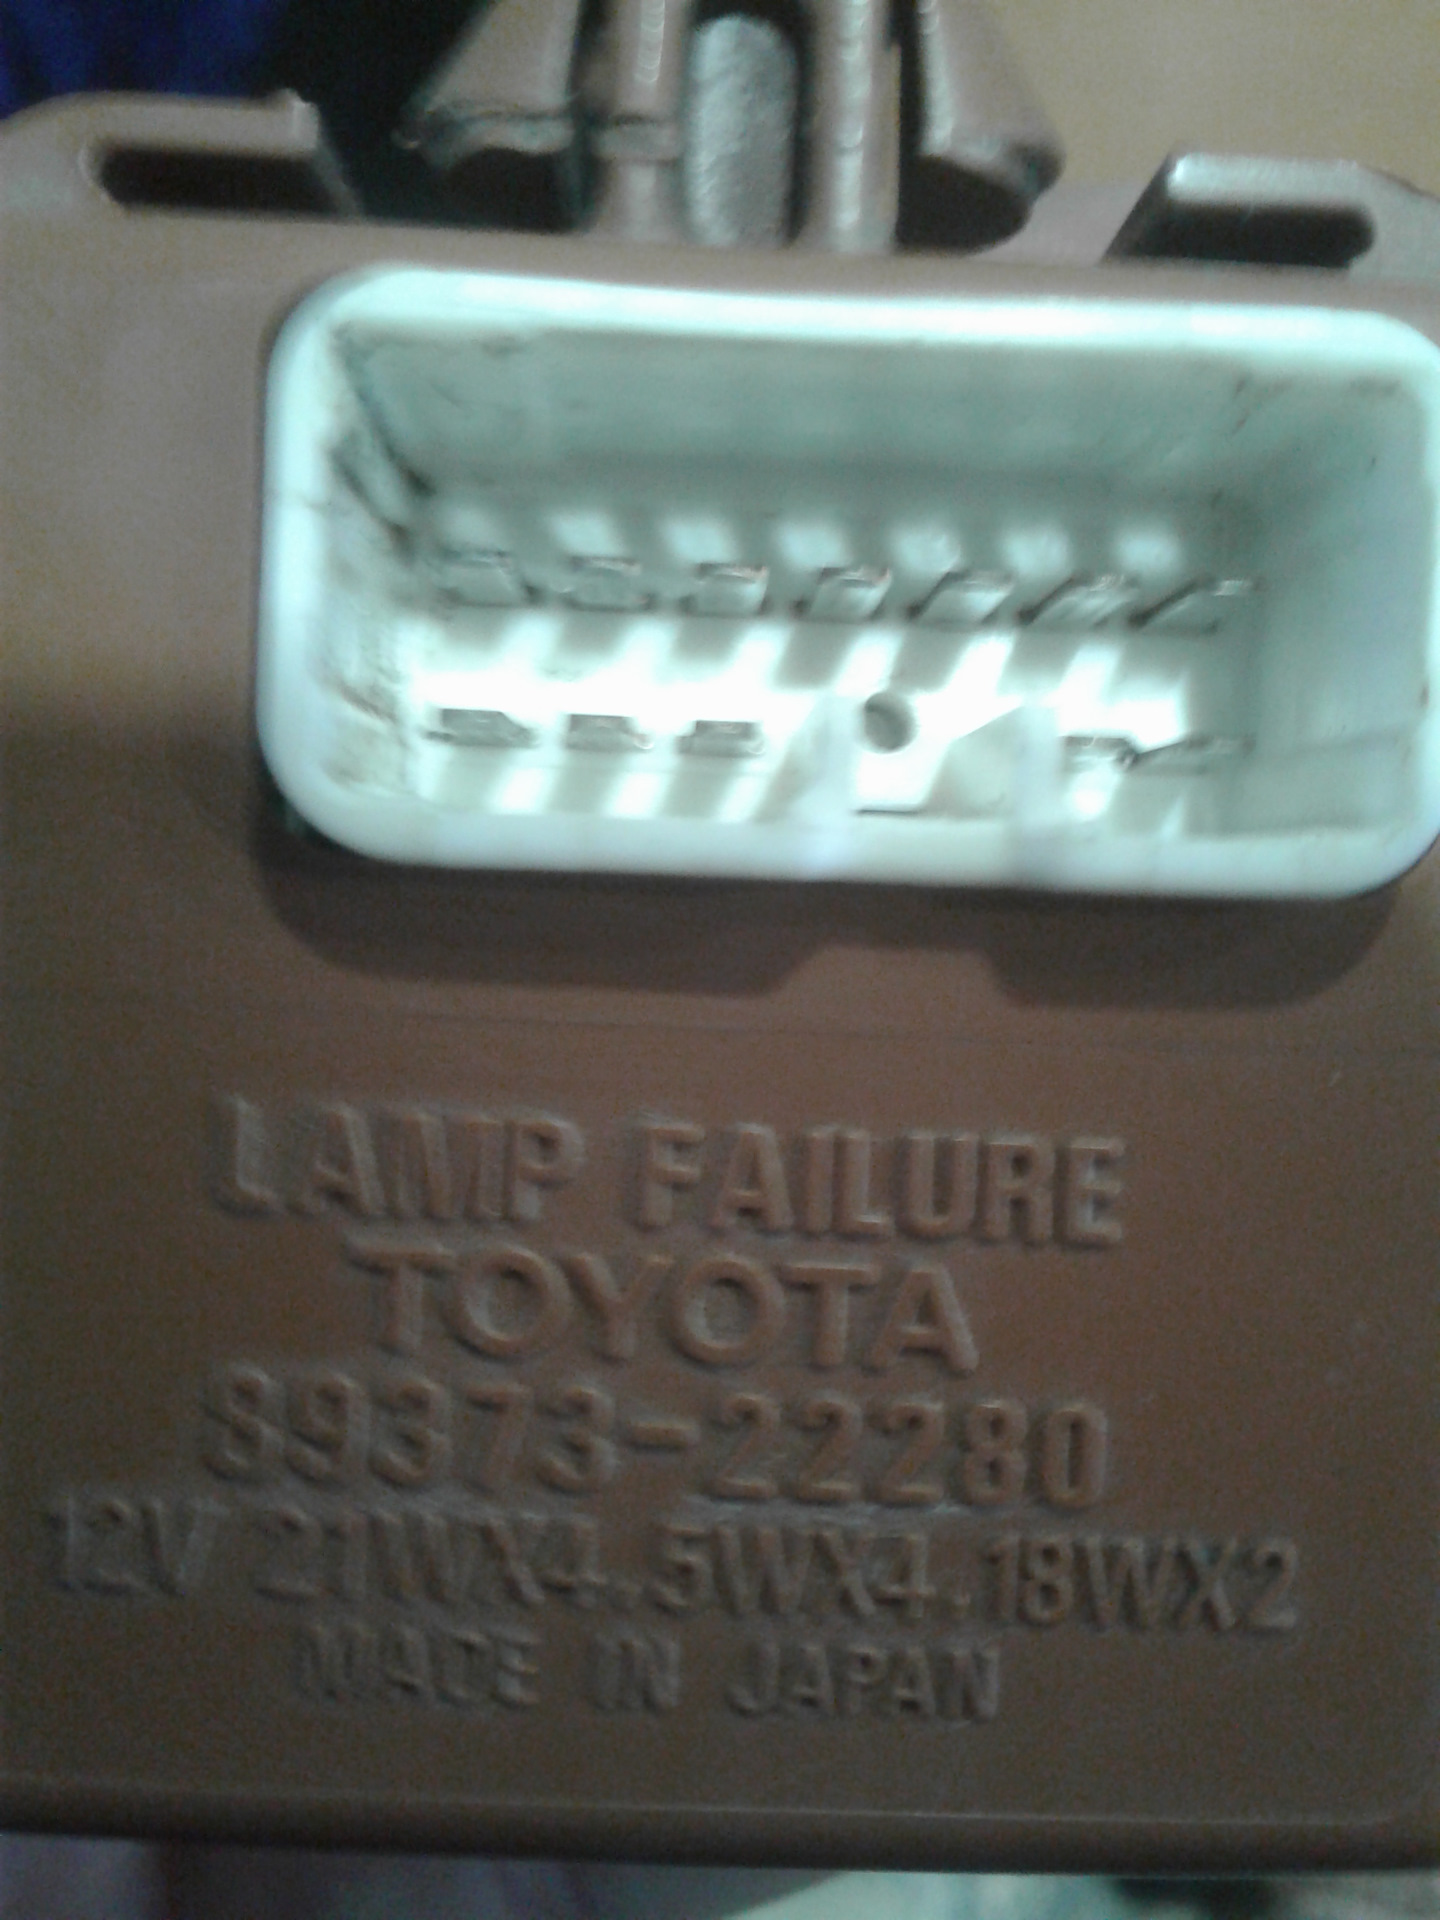 LAMP FAILURE
TOYOTA
89373-22280
12V 21WX4.5WX4.18WX2
MADE IN JAPAN